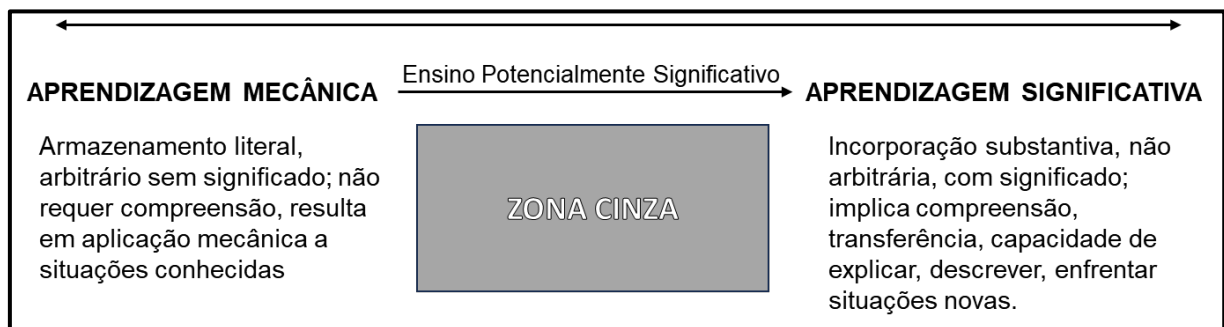 Ensino Potencialmente Significativo
APRENDIZAGEM MECÂNICA
APRENDIZAGEM SIGNIFICATIVA
Armazenamento literal,
arbitrário sem significado; não
requer compreensão, resulta
em aplicação mecânica a
situações conhecidas
ZONA CINZA
Incorporação substantiva, não
arbitrária, com significado;
implica compreensão,
transferência, capacidade de
explicar, descrever, enfrentar
situações novas.